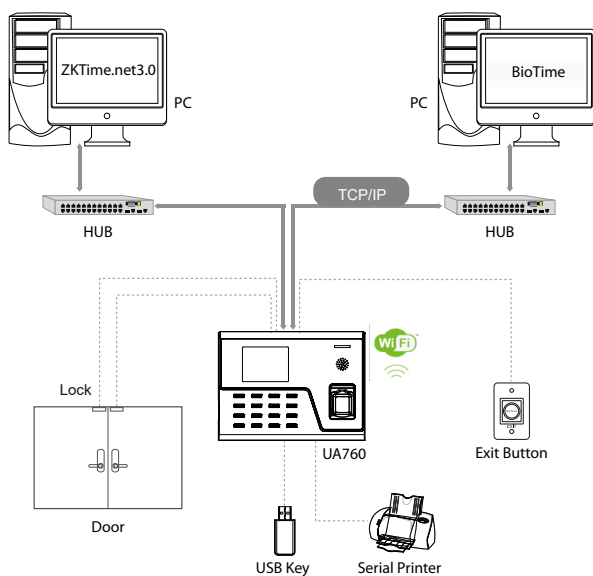 ZKTime.net3.0
BioTime
PC
PC
TCP/IP
HUB
HUB
WiFi
Lock
UA760
EXIT
Exit Button
Door
USB Key
Serial Printer